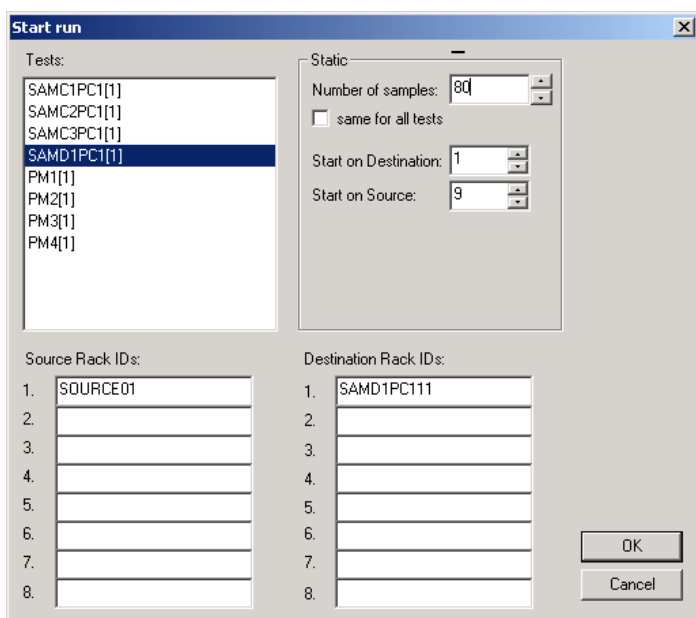 Start run
Tests:
SAMC1PC1[1]
SAMC2PC1[1]
SAMC3PC1[1]
SAMD1PC1[1]
PM1[1]
PM2[1]
PM3[1]
PM4[1]
Static
Number of samples: 80
same for all tests
Start on Destination: 1
Start on Source: 9
Source Rack IDs:
1. SOURCE01
2.
3.
4.
5.
6.
7.
8.
Destination Rack IDs:
1. SAMD1PC111
2.
3.
4.
5.
6.
7.
8.
OK
Cancel